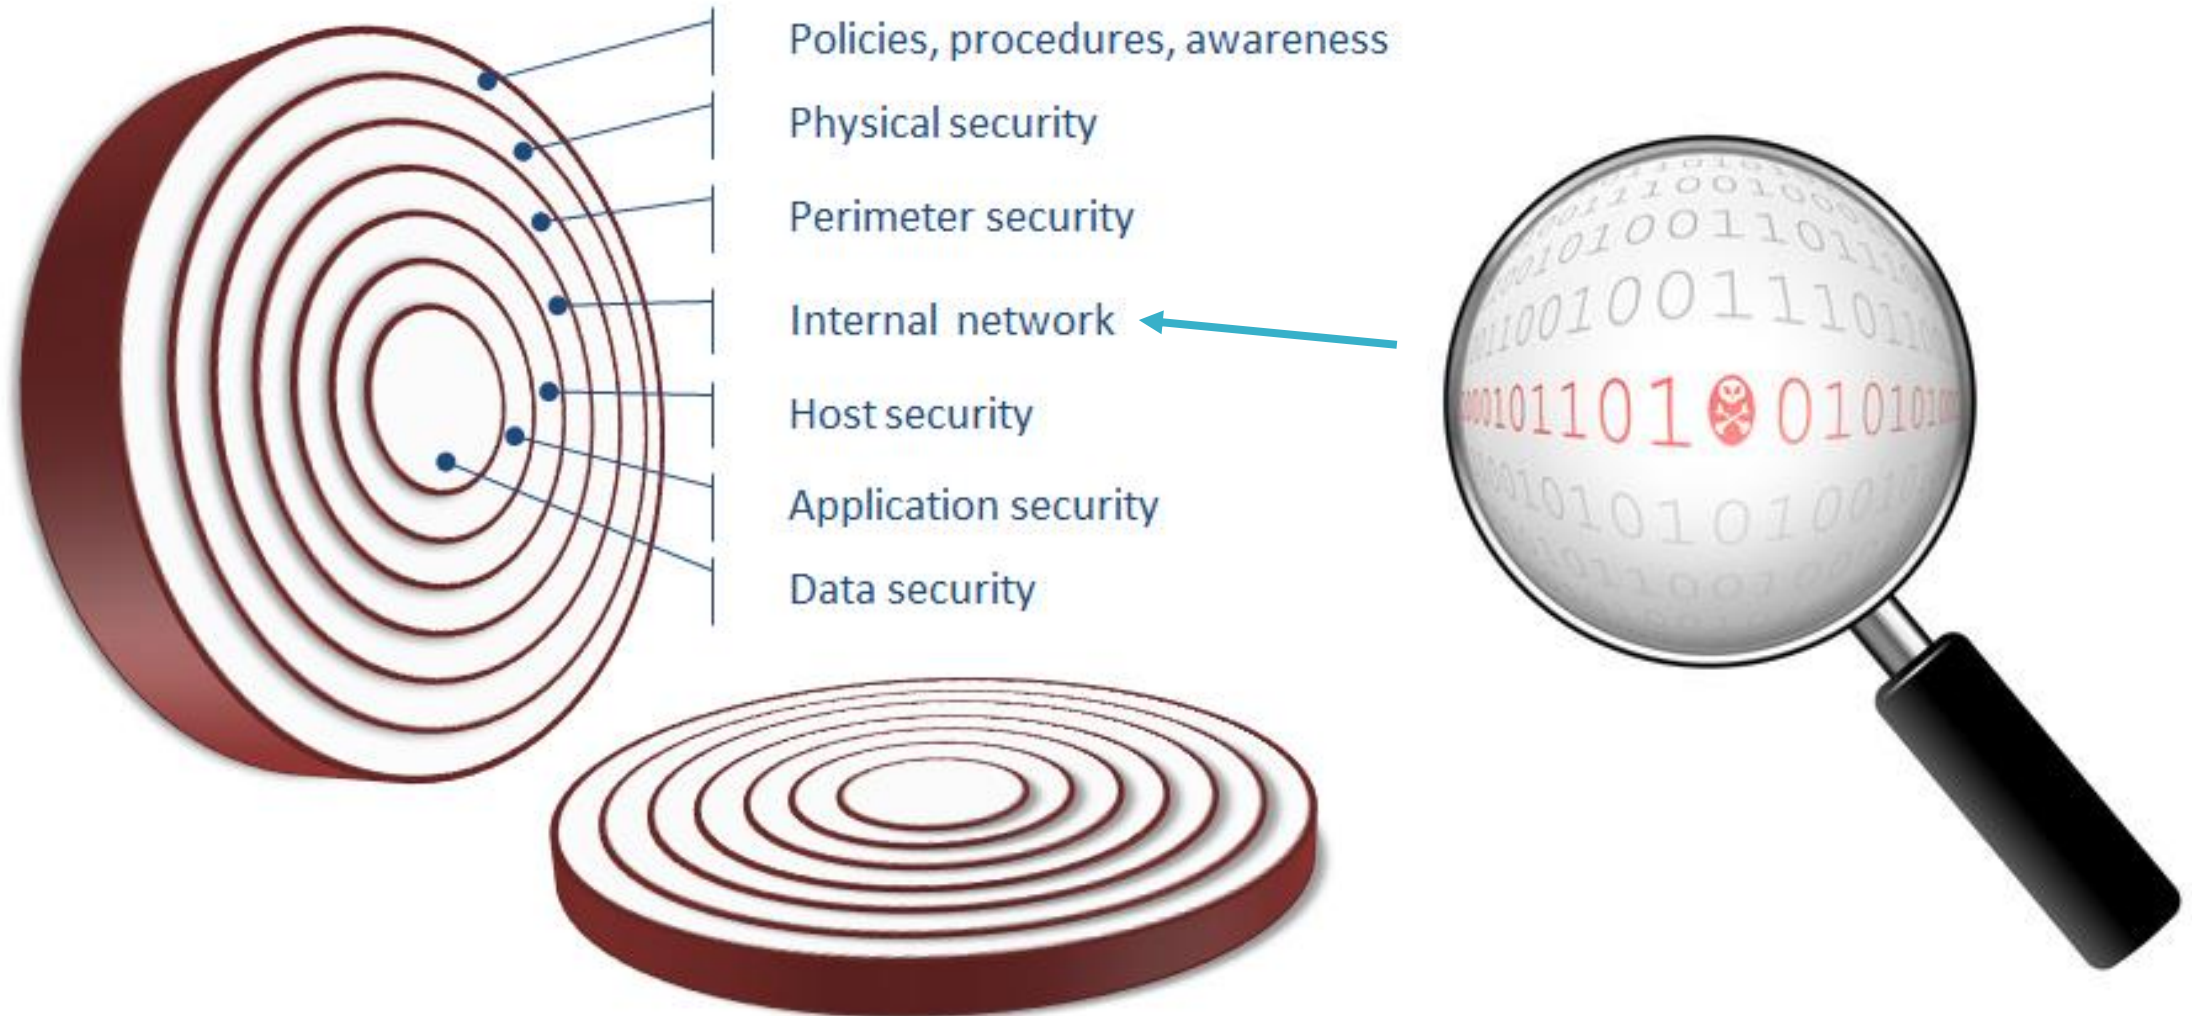 Policies, procedures, awareness
Physical security
Perimeter security
Internal network
Host security
Application security
Data security